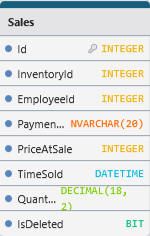 Sales
Id INTEGER
InventoryId INTEGER
EmployeeId INTEGER
Paymen... NVARCHAR(20)
PriceAtSale INTEGER
TimeSold DATETIME
Quant... DECIMAL(18,
2)
IsDeleted BIT